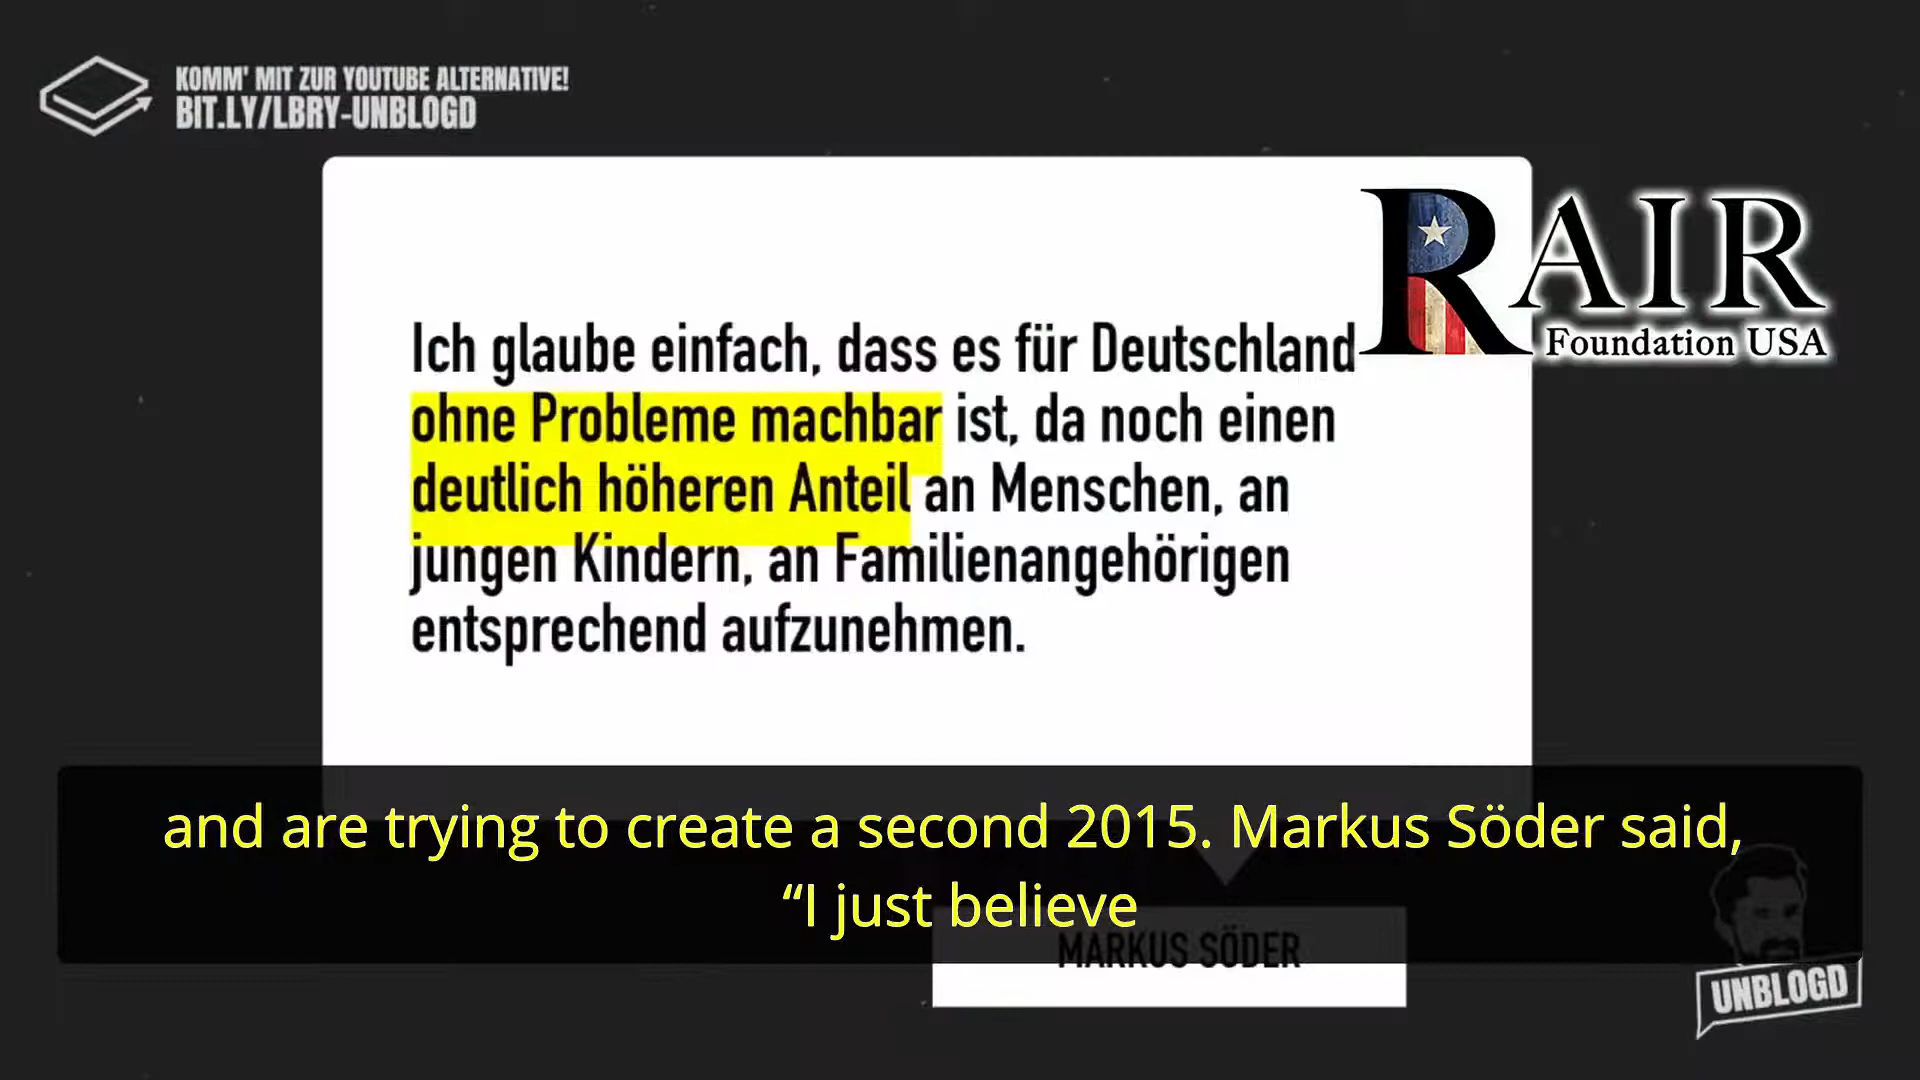 KOMM' MIT ZUR YOUTUBE ALTERNATIVE!
BIT.LY/LBRY-UNBLOGD
RAIR
Foundation USA
Ich glaube einfach, dass es für Deutschland
ohne Probleme machbar ist, da noch einen
deutlich höheren Anteil an Menschen, an
jungen Kindern, an Familienangehörigen
entsprechend aufzunehmen.
and are trying to create a second 2015. Markus Söder said,
“I just believe
MARKUS SÖDER
UNBLOGD